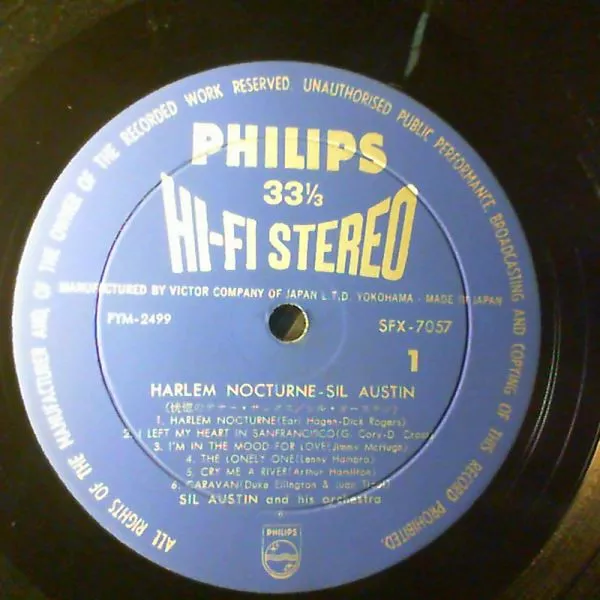 ALL RIGHTS OF THE MANUFACTURER AND OF THE OWNER OF THE RECORDED WORK RESERVED. UNAUTHORISED PUBLIC PERFORMANCE, BROADCASTING AND COPYING OF THIS RECORD PROHIBITED.
PHILIPS
33⅓
HI-FI STEREO
MANUFACTURED BY VICTOR COMPANY OF JAPAN L.T.D. YOKOHAMA - MADE IN JAPAN
FYM-2499
SFX-7057
1
HARLEM NOCTURNE-SIL AUSTIN
1. HARLEM NOCTURNE(Earl Hagen-Dick Rogers)
2. I LEFT MY HEART IN SANFRANCISCO(G. Cory-D. Cross)
3. I'M IN THE MOOD FOR LOVE(Jimmy McHugh)
4. THE LONELY ONE(Lenny Hambro)
5. CRY ME A RIVER(Arthur Hamilton)
6. CARAVAN(Duke Ellington & Juan Tizol)
SIL AUSTIN and his orchestra
PHILIPS